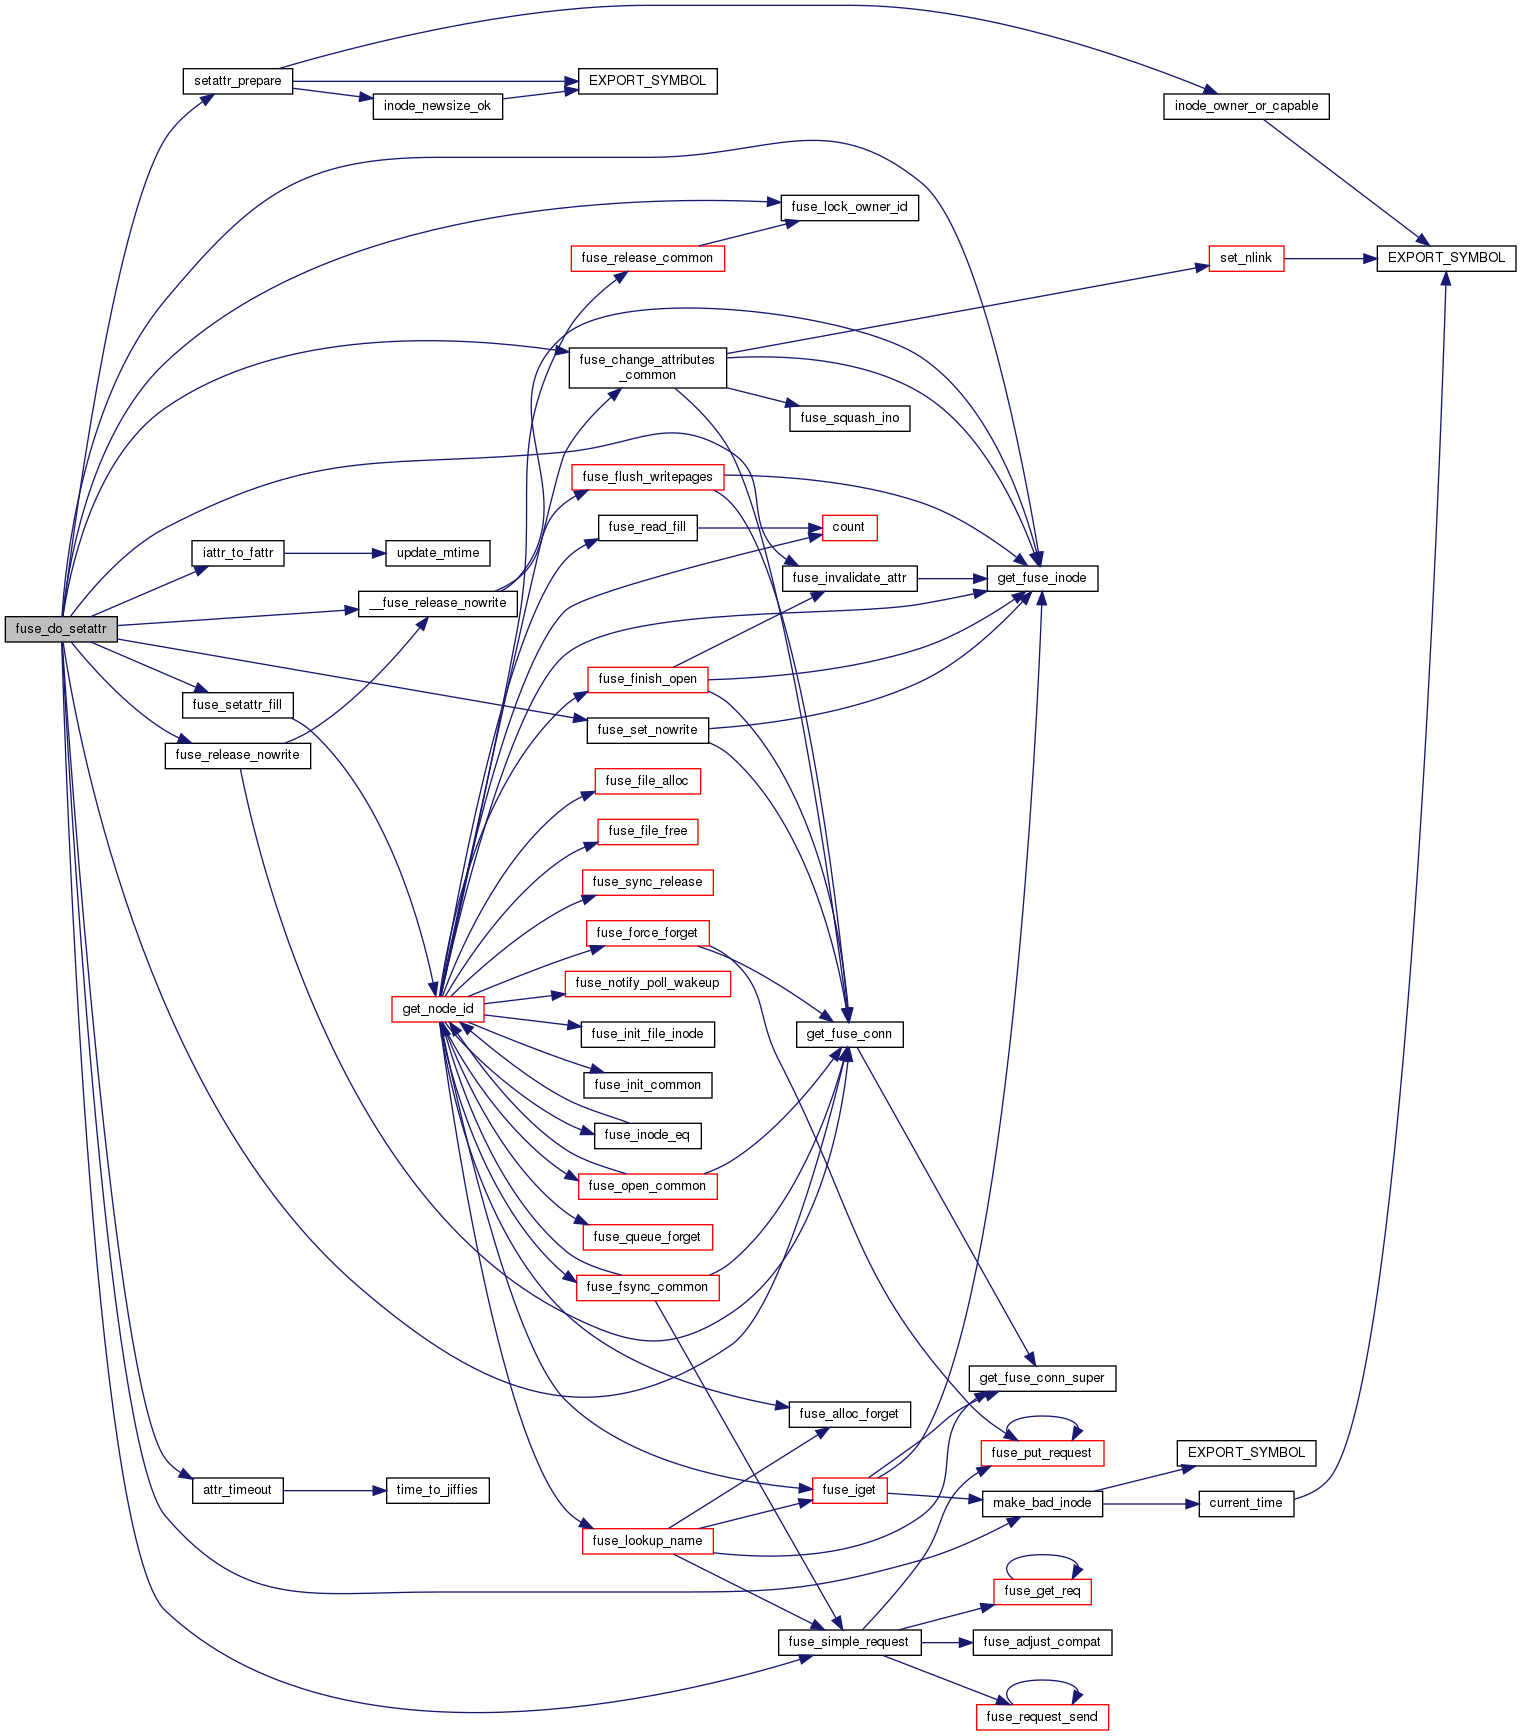 setattr_prepare
EXPORT_SYMBOL
inode_newsize_ok
inode_owner_or_capable
fuse_lock_owner_id
fuse_release_common
set_nlink
EXPORT_SYMBOL
fuse_change_attributes
_common
fuse_squash_ino
fuse_flush_writepages
fuse_read_fill
count
iattr_to_fattr
update_mtime
fuse_invalidate_attr
get_fuse_inode
__fuse_release_nowrite
fuse_do_setattr
fuse_finish_open
fuse_setattr_fill
fuse_set_nowrite
fuse_release_nowrite
fuse_file_alloc
fuse_file_free
fuse_sync_release
fuse_force_forget
fuse_notify_poll_wakeup
get_node_id
fuse_init_file_inode
get_fuse_conn
fuse_init_common
fuse_inode_eq
fuse_open_common
fuse_queue_forget
fuse_fsync_common
get_fuse_conn_super
fuse_alloc_forget
fuse_put_request
EXPORT_SYMBOL
attr_timeout
time_to_jiffies
fuse_iget
make_bad_inode
current_time
fuse_lookup_name
fuse_get_req
fuse_simple_request
fuse_adjust_compat
fuse_request_send